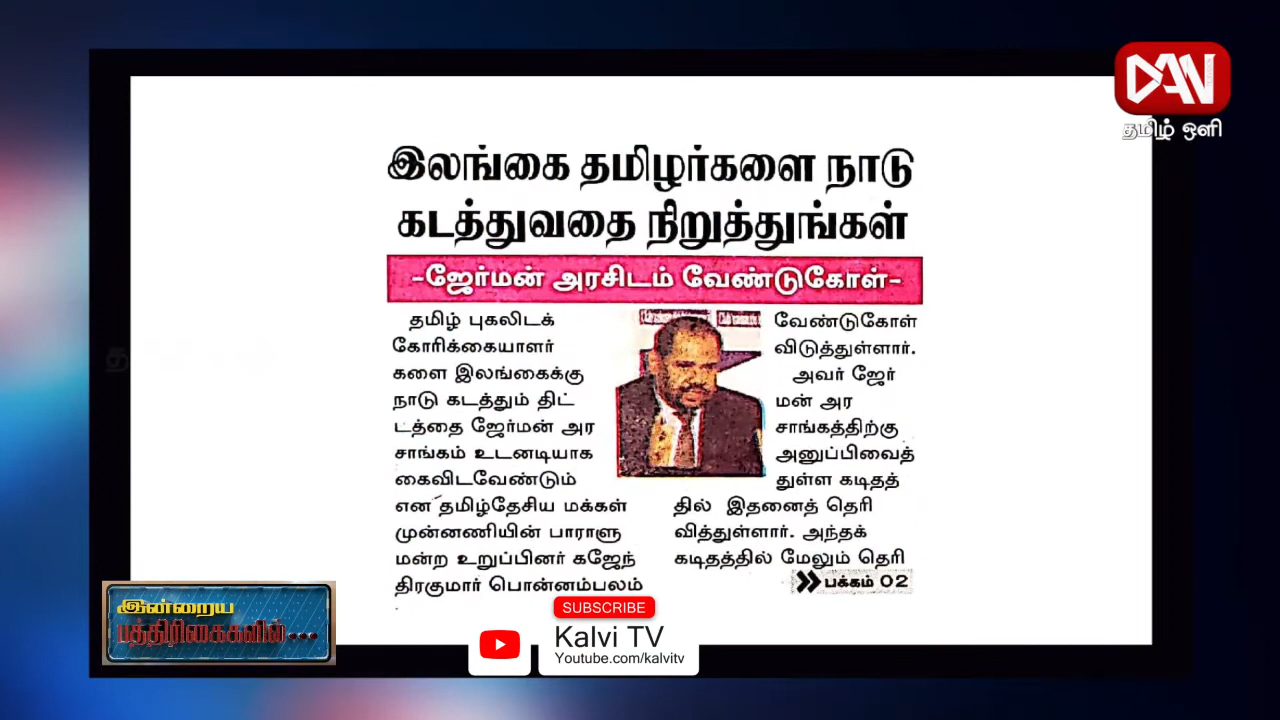 DAN
தமிழ் ஒளி
இலங்கை தமிழர்களை நாடு
கடத்துவதை நிறுத்துங்கள்
-ஜேர்மன் அரசிடம் வேண்டுகோள்-
தமிழ் புகலிடக்
கோரிக்கையாளர்
களை இலங்கைக்கு
நாடு கடத்தும் திட்
டத்தை ஜேர்மன் அர
சாங்கம் உடனடியாக
கைவிடவேண்டும்
என தமிழ்தேசிய மக்கள்
முன்னணியின் பாராளு
மன்ற உறுப்பினர் கஜேந்
திரகுமார் பொன்னம்பலம்
வேண்டுகோள்
விடுத்துள்ளார்.
அவர் ஜேர்
மன் அர
சாங்கத்திற்கு
அனுப்பிவைத்
துள்ள கடிதத்
தில் இதனைத் தெரி
வித்துள்ளார். அந்தக்
கடிதத்தில் மேலும் தெரி
பக்கம் 02
இன்றைய
பத்திரிகைகளில்...
SUBSCRIBE
Kalvi TV
Youtube.com/kalvitv